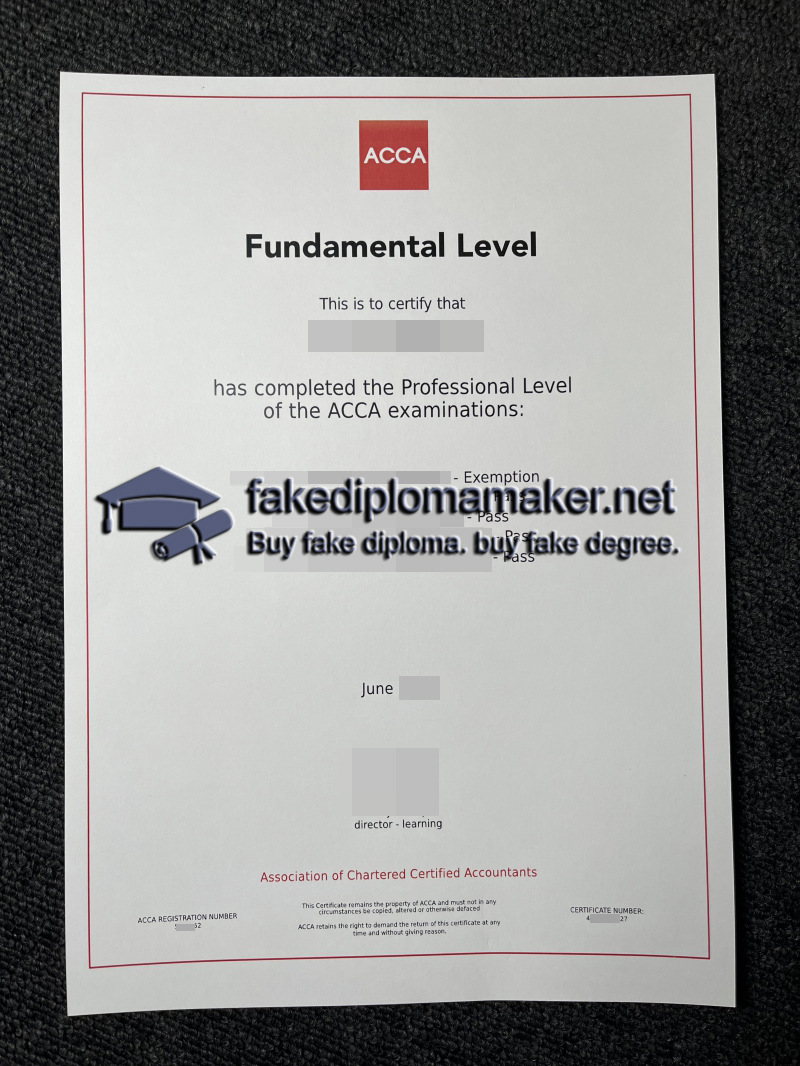 ACCA
Fundamental Level
This is to certify that
has completed the Professional Level
of the ACCA examinations:
- Exemption
fakediplomamaker.net
- Pass
Buy fake diploma. buy fake degree.
- Pass
June
director - learning
Association of Chartered Certified Accountants
This Certificate remains the property of ACCA and must not in any
circumstances be copied, altered or otherwise defaced
ACCA retains the right to demand the return of this certificate at any
time and without giving reason.
ACCA REGISTRATION NUMBER
52
CERTIFICATE NUMBER:
4 27